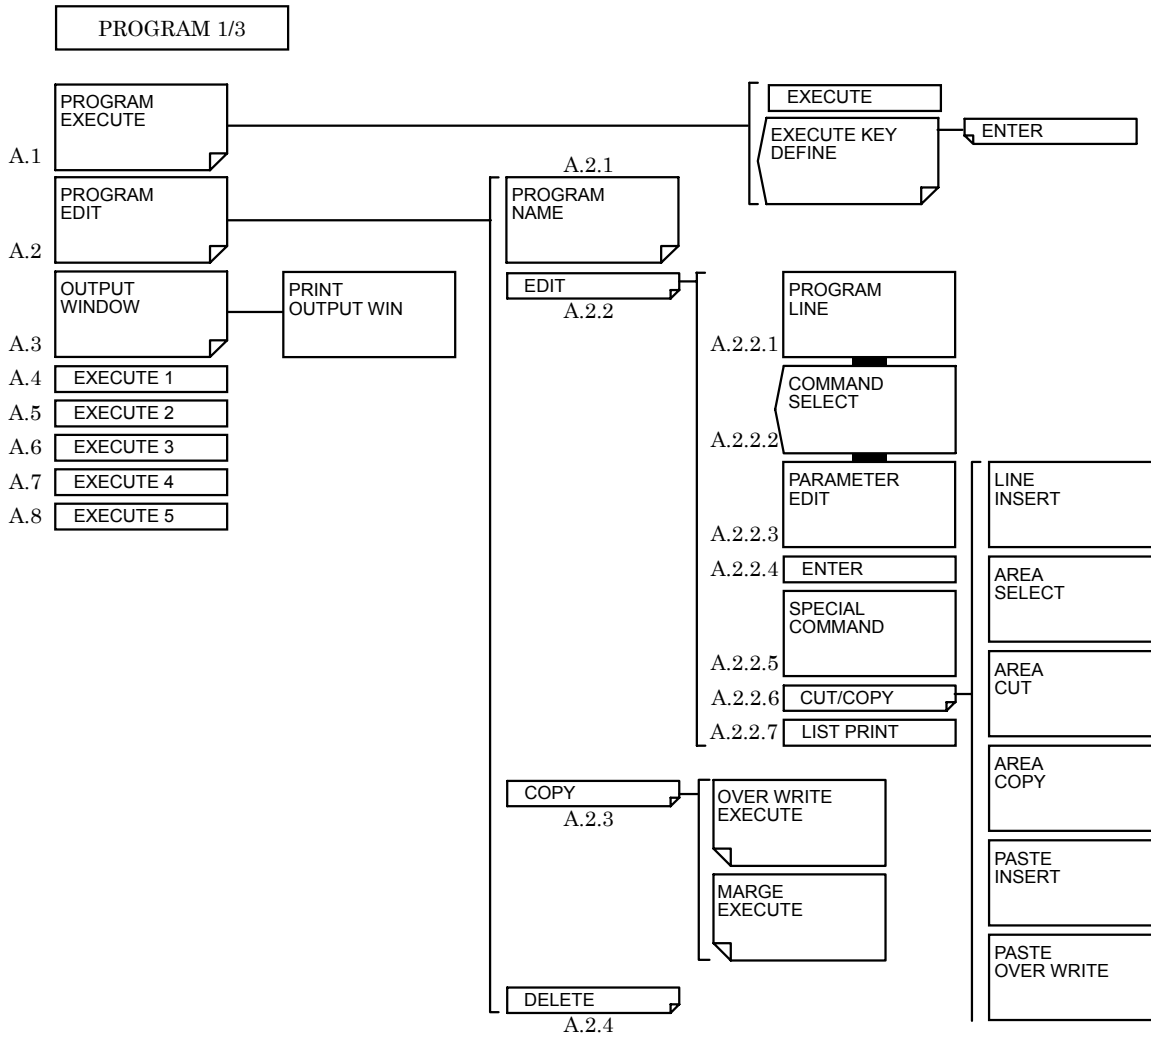 PROGRAM 1/3
PROGRAM
EXECUTE
A.1
EXECUTE
EXECUTE KEY
DEFINE
ENTER
PROGRAM
EDIT
A.2
A.2.1
PROGRAM
NAME
EDIT
A.2.2
OUTPUT
WINDOW
A.3
PRINT
OUTPUT WIN
A.4 EXECUTE 1
A.5 EXECUTE 2
A.6 EXECUTE 3
A.7 EXECUTE 4
A.8 EXECUTE 5
PROGRAM
LINE
A.2.2.1
COMMAND
SELECT
A.2.2.2
PARAMETER
EDIT
A.2.2.3
A.2.2.4 ENTER
SPECIAL
COMMAND
A.2.2.5
A.2.2.6 CUT/COPY
A.2.2.7 LIST PRINT
LINE
INSERT
AREA
SELECT
AREA
CUT
AREA
COPY
PASTE
INSERT
PASTE
OVER WRITE
COPY
A.2.3
OVER WRITE
EXECUTE
MARGE
EXECUTE
DELETE
A.2.4